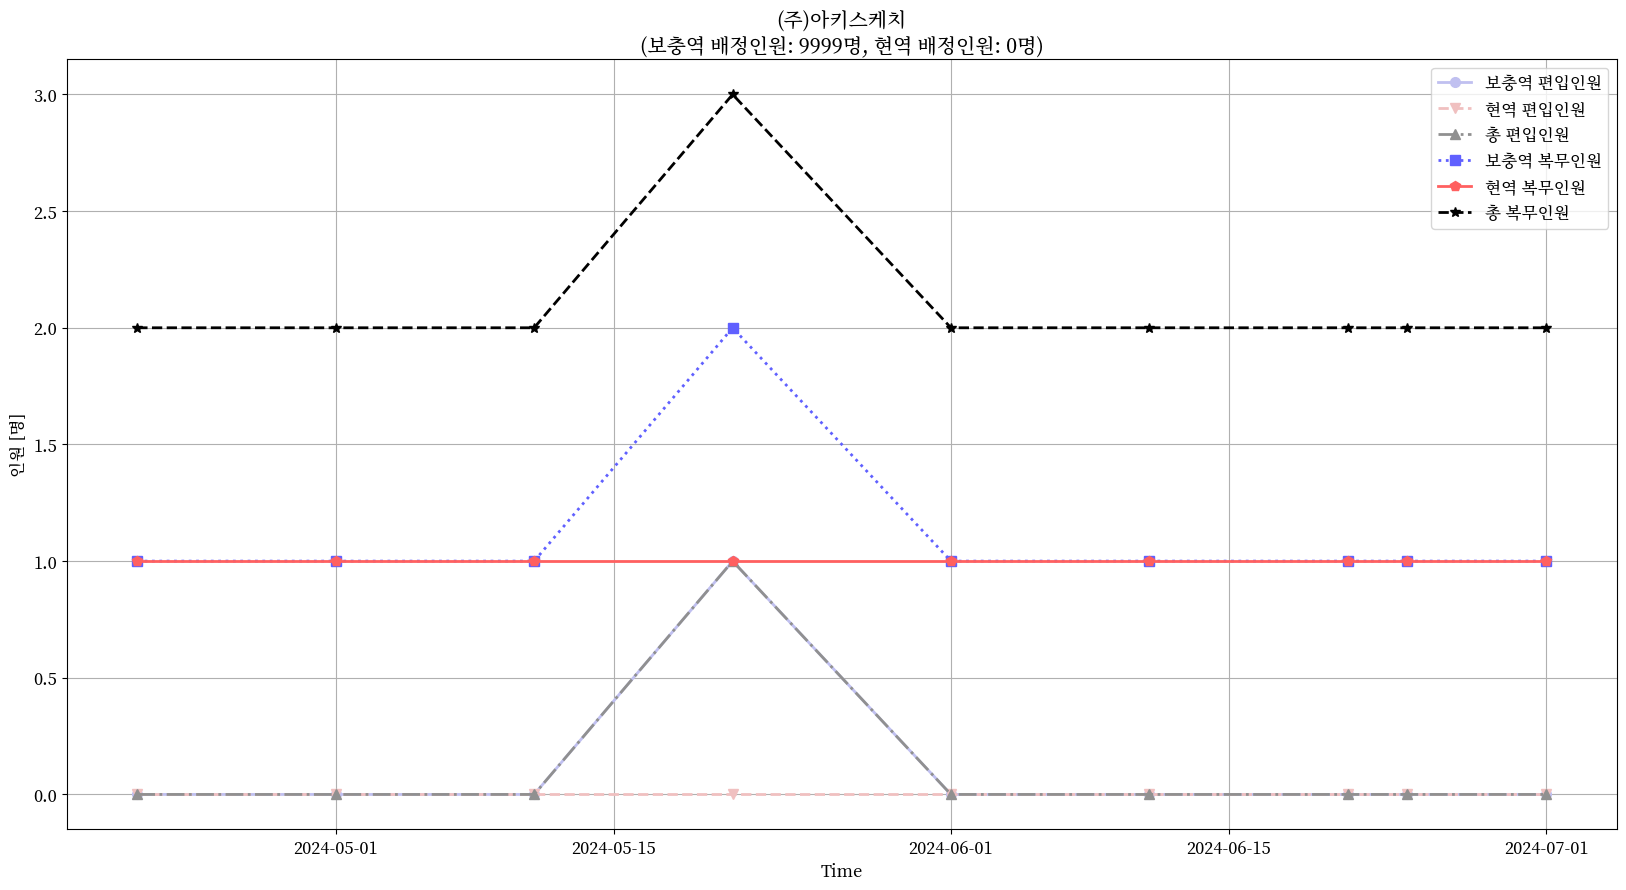 (주)아키스케치
(보충역 배정인원: 9999명, 현역 배정인원: 0명)
보충역 편입인원
현역 편입인원
총 편입인원
보충역 복무인원
현역 복무인원
총 복무인원
인원 [명]
3.0
2.5
2.0
1.5
1.0
0.5
0.0
2024-05-01
2024-05-15
2024-06-01
2024-06-15
2024-07-01
Time